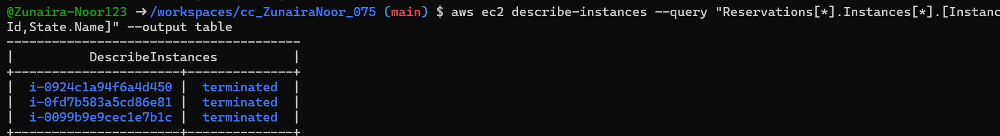 @Zunaira-Noor123 ➜ /workspaces/cc_ZunairaNoor_075 (main) $ aws ec2 describe-instances --query "Reservations[*].Instances[*].[Instanc
Id,State.Name]" --output table
---------------------------------------
|          DescribeInstances          |
+----------------------+--------------+
|  i-0924c1a94f6a4d450 |  terminated  |
|  i-0fd7b583a5cd86e81 |  terminated  |
|  i-0099b9e9cec1e7b1c |  terminated  |
+----------------------+--------------+